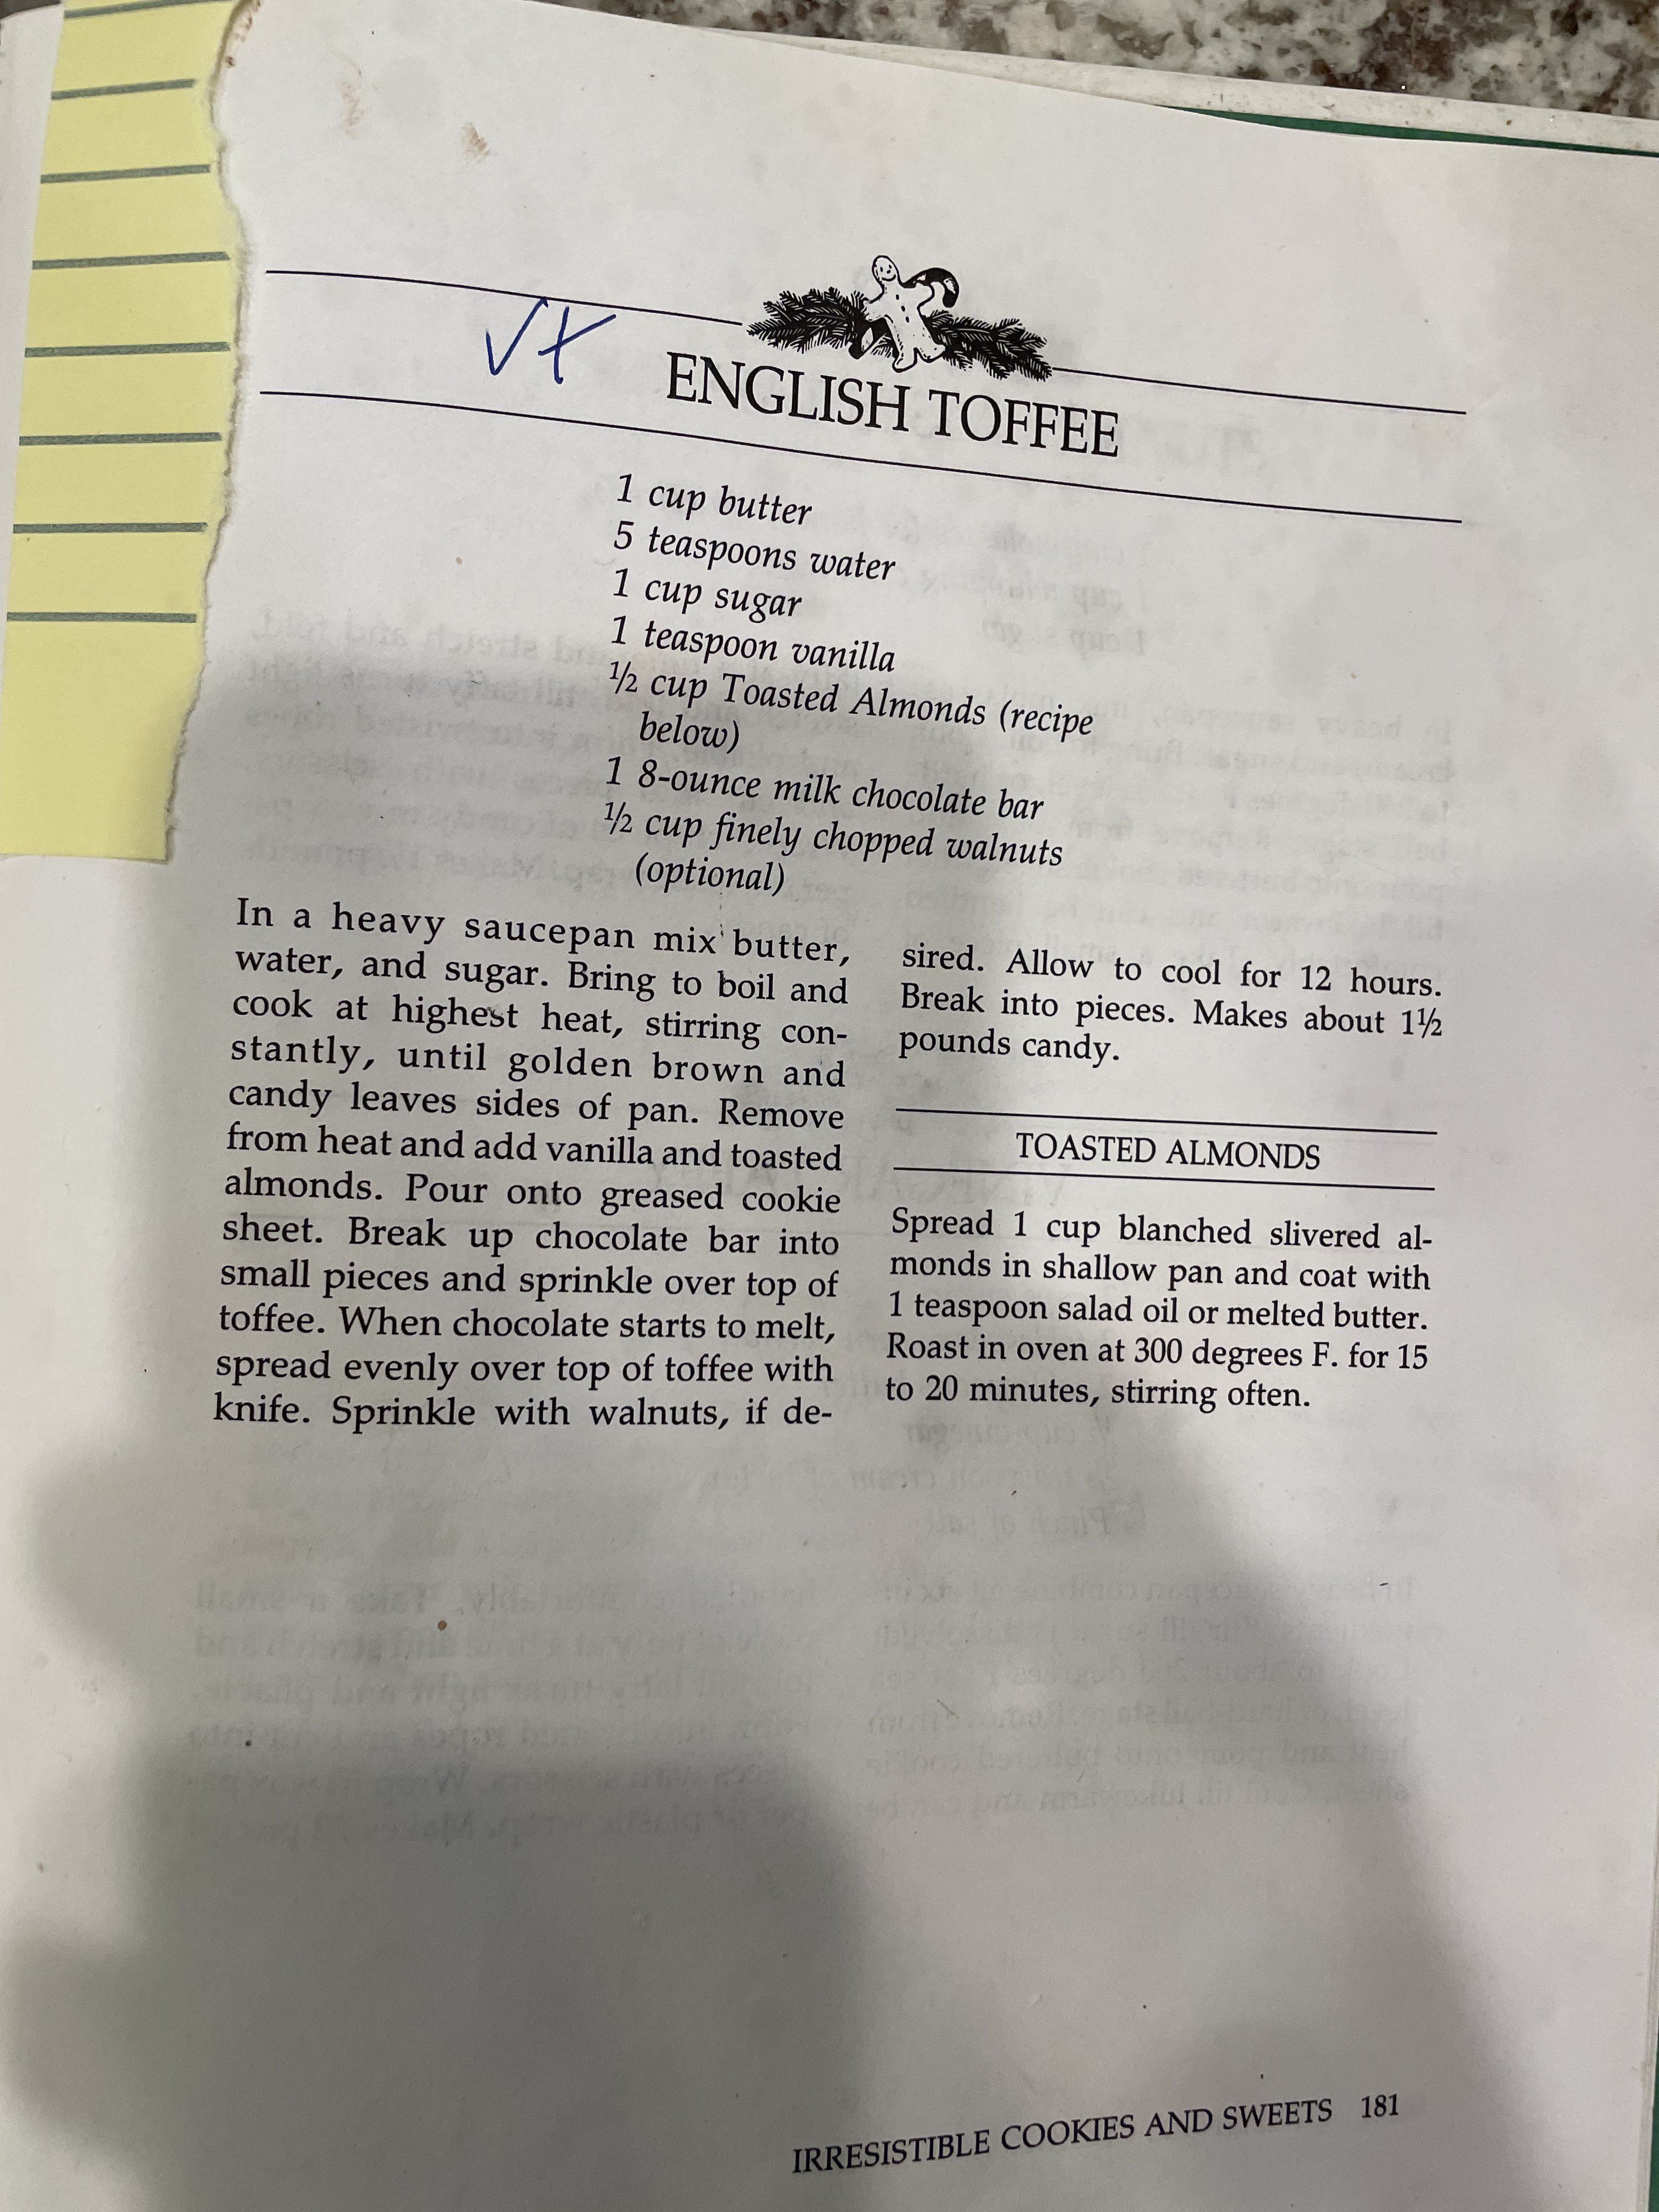 ENGLISH TOFFEE
1 cup butter
5 teaspoons water
1 cup sugar
1 teaspoon vanilla
½ cup Toasted Almonds (recipe
below)
1 8-ounce milk chocolate bar
½ cup finely chopped walnuts
(optional)
In a heavy saucepan mix butter,
water, and sugar. Bring to boil and
cook at highest heat, stirring con-
stantly, until golden brown and
candy leaves sides of pan. Remove
from heat and add vanilla and toasted
almonds. Pour onto greased cookie
sheet. Break up chocolate bar into
small pieces and sprinkle over top of
toffee. When chocolate starts to melt,
spread evenly over top of toffee with
knife. Sprinkle with walnuts, if de-
sired. Allow to cool for 12 hours.
Break into pieces. Makes about 1½
pounds candy.
TOASTED ALMONDS
Spread 1 cup blanched slivered al-
monds in shallow pan and coat with
1 teaspoon salad oil or melted butter.
Roast in oven at 300 degrees F. for 15
to 20 minutes, stirring often.
IRRESISTIBLE COOKIES AND SWEETS 181